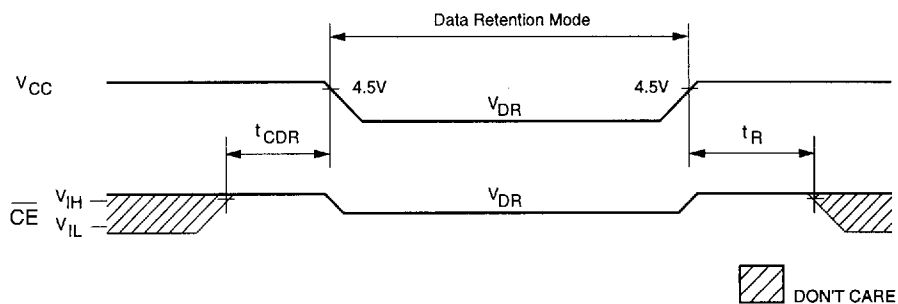 Data Retention Mode
VCC
4.5V
VDR
4.5V
tCDR
tR
VIH
CE
VIL
VDR
DON'T CARE